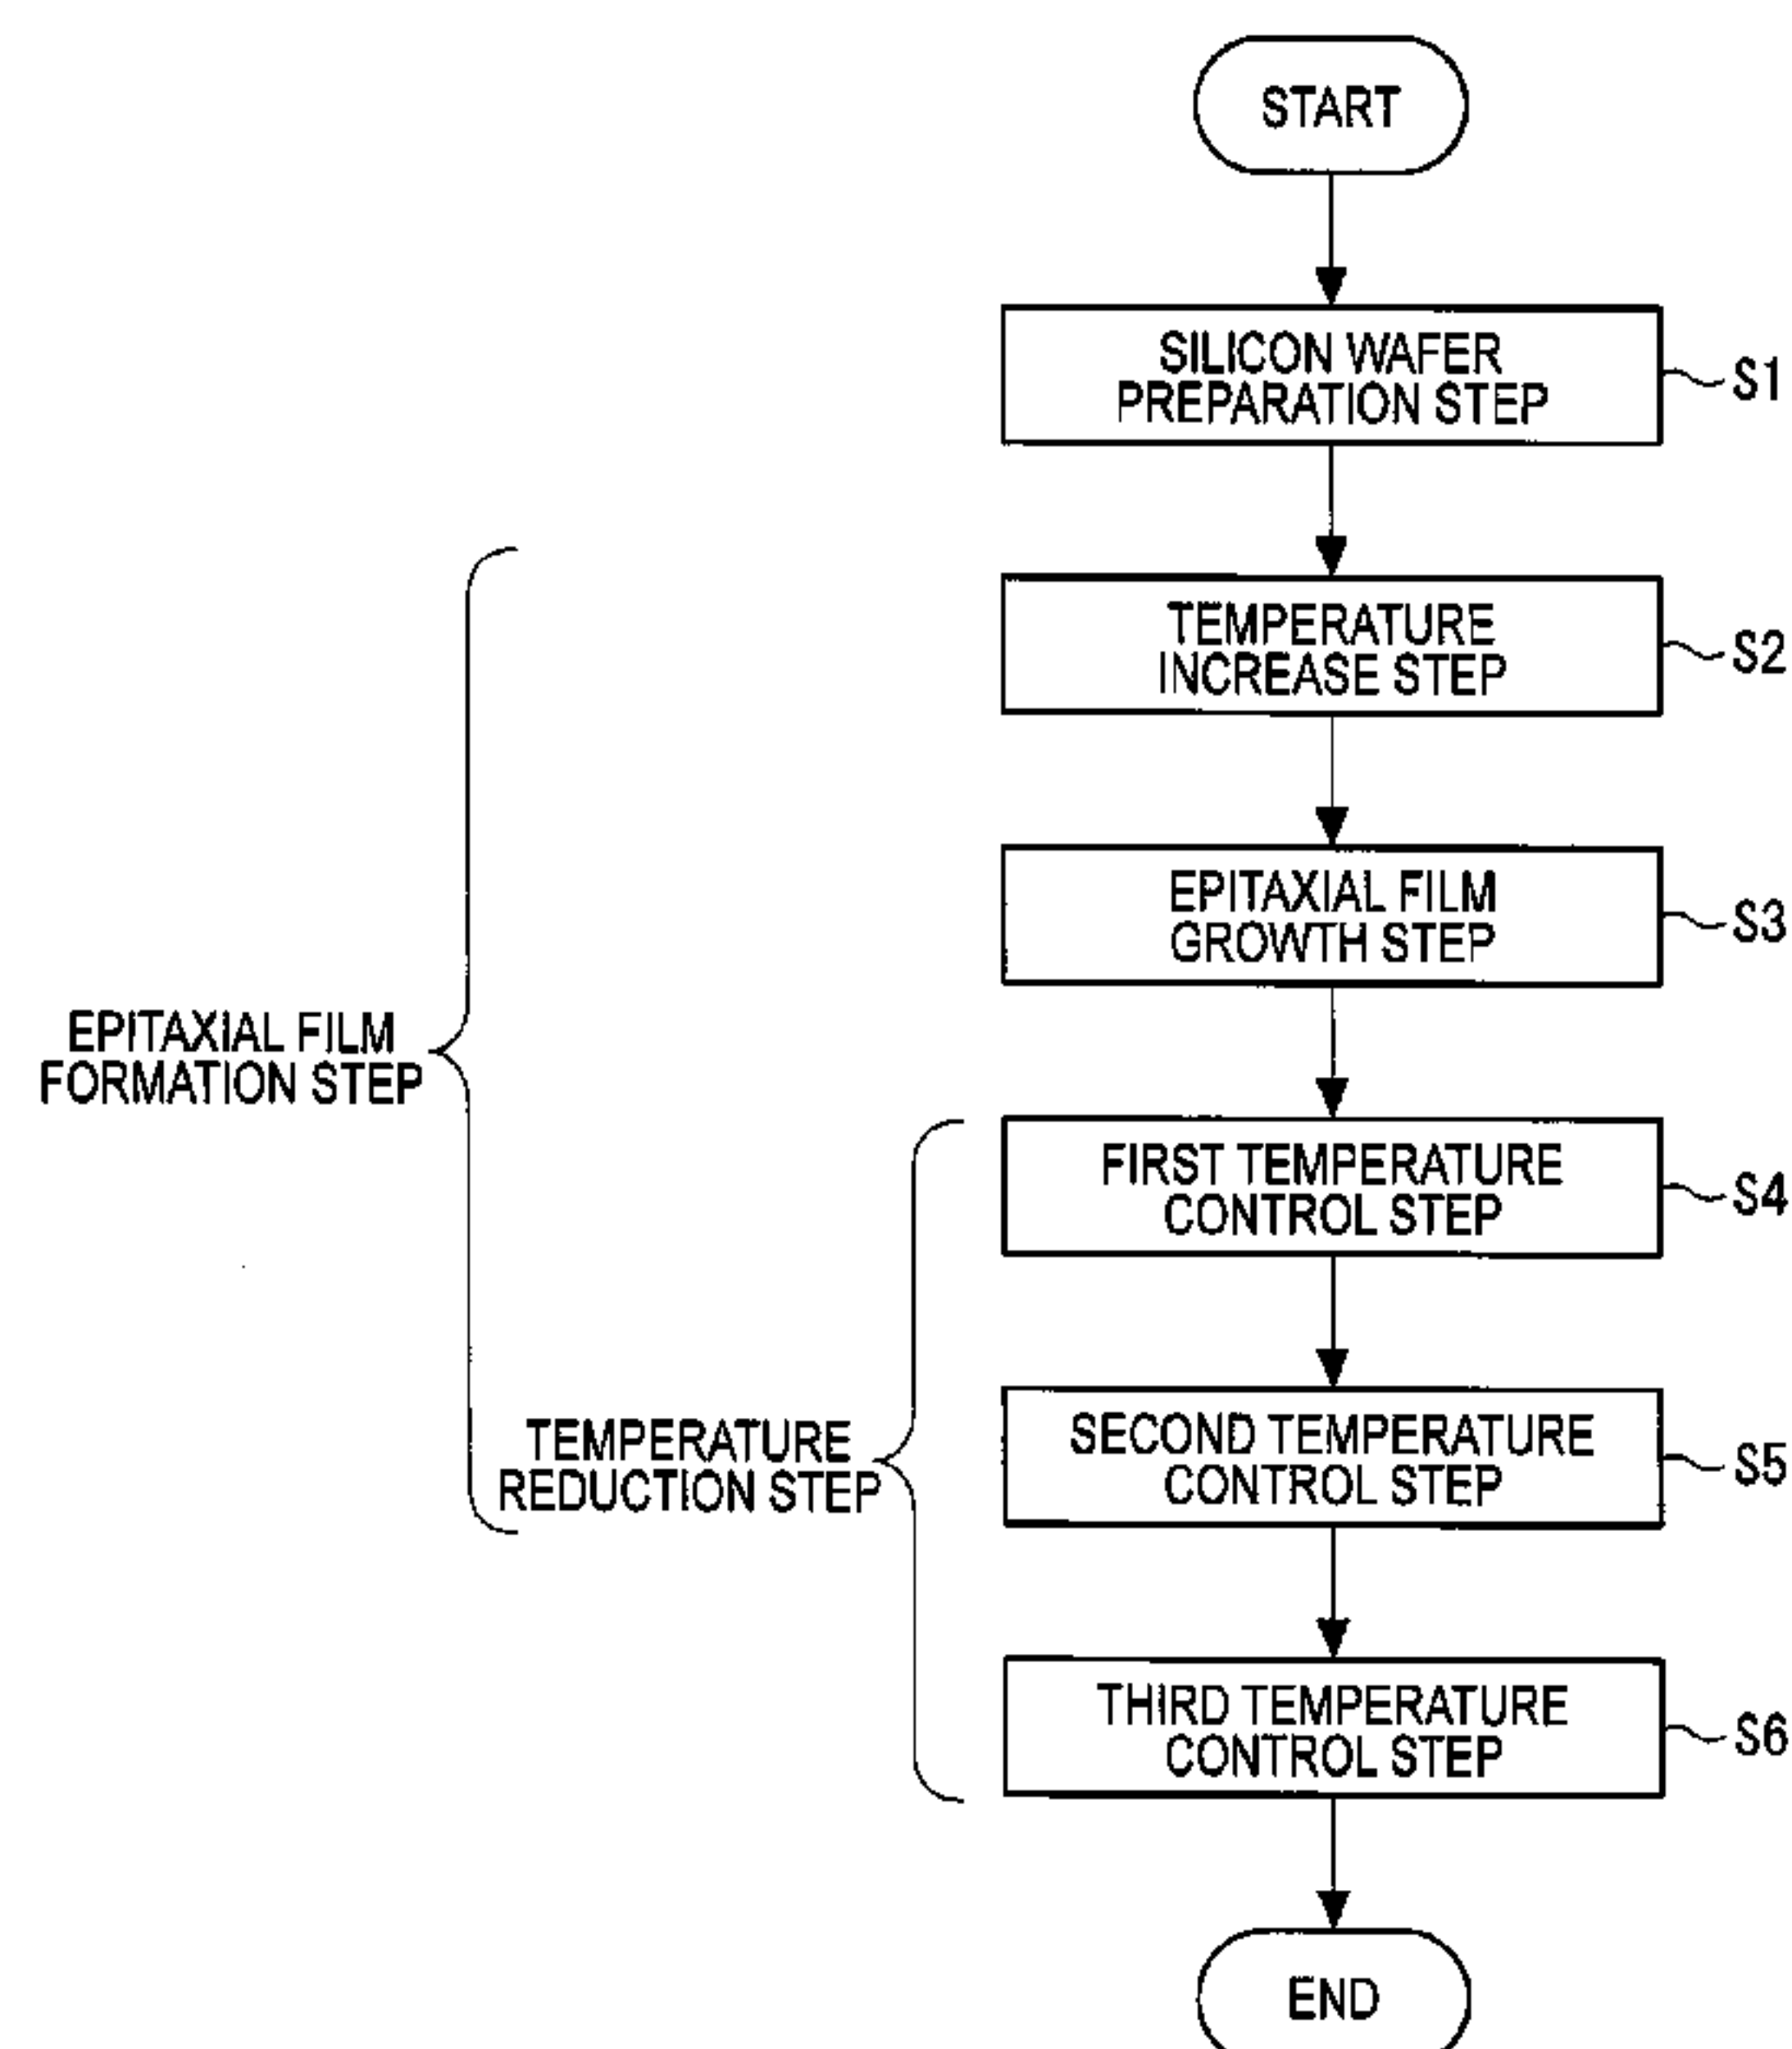 START
SILICON WAFER
PREPARATION STEP
S1
TEMPERATURE
INCREASE STEP
S2
EPITAXIAL FILM
GROWTH STEP
S3
EPITAXIAL FILM
FORMATION STEP
FIRST TEMPERATURE
CONTROL STEP
S4
TEMPERATURE
REDUCTION STEP
SECOND TEMPERATURE
CONTROL STEP
S5
THIRD TEMPERATURE
CONTROL STEP
S6
END